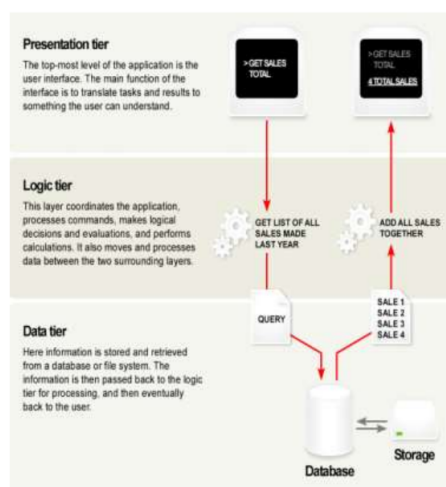 Presentation tier
The top-most level of the application is the
user interface. The main function of the
interface is to translate tasks and results to
something the user can understand.
>GET SALES
TOTAL
>GET SALES
TOTAL
4 TOTAL SALES
Logic tier
This layer coordinates the application,
processes commands, makes logical
decisions and evaluations, and performs
calculations. It also moves and processes
data between the two surrounding layers.
GET LIST OF ALL
SALES MADE
LAST YEAR
ADD ALL SALES
TOGETHER
Data tier
Here information is stored and retrieved
from a database or file system. The
information is then passed back to the logic
tier for processing, and then eventually
back to the user.
QUERY
SALE 1
SALE 2
SALE 3
SALE 4
Database
Storage